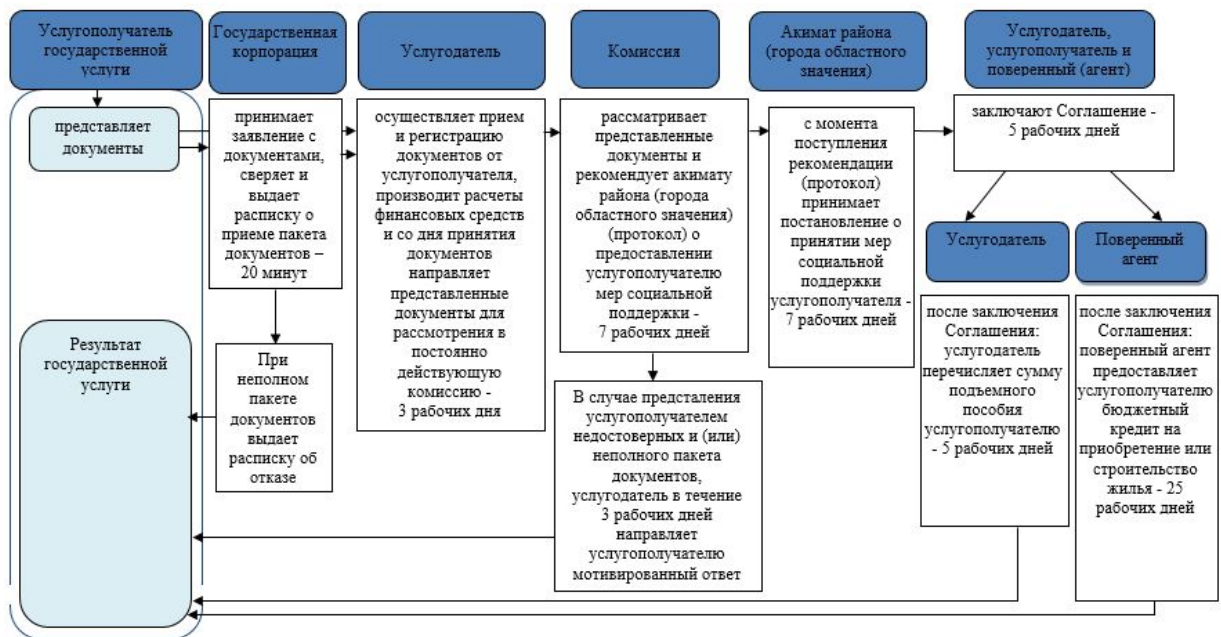 Услугополучатель
государственной
услуги
Государственная
корпорация
Услугодатель
Комиссия
Акимат района
(города областного
значения)
Услугодатель,
услугополучатель и
поверенный (агент)
представляет
документы
принимает
заявление с
документами,
сверяет и
выдает
расписку о
приеме пакета
документов –
20 минут
осуществляет прием
и регистрацию
документов от
услугополучателя,
производит расчеты
финансовых средств
и со дня принятия
документов
направляет
представленные
документы для
рассмотрения в
постоянно
действующую
комиссию -
3 рабочих дня
рассматривает
представленные
документы и
рекомендует акимату
района (города
областного значения)
(протокол) о
предоставлении
услугополучателю
мер социальной
поддержки -
7 рабочих дней
с момента
поступления
рекомендации
(протокол)
принимает
постановление о
принятии мер
социальной
поддержки
услугополучателя -
7 рабочих дней
заключают Соглашение -
5 рабочих дней
Услугодатель
Поверенный
агент
Результат
государственной
услуги
При
неполном
пакете
документов
выдает
расписку об
отказе
В случае предсталения
услугополучателем
недостоверных и (или)
неполного пакета
документов,
услугодатель в течение
3 рабочих дней
направляет
услугополучателю
мотивированный ответ
после заключения
Соглашения:
услугодатель
перечисляет сумму
подъемного
пособия
услугополучателю
- 5 рабочих дней
после заключения
Соглашения:
поверенный агент
предоставляет
услугополучателю
бюджетный
кредит на
приобретение или
строительство
жилья - 25
рабочих дней